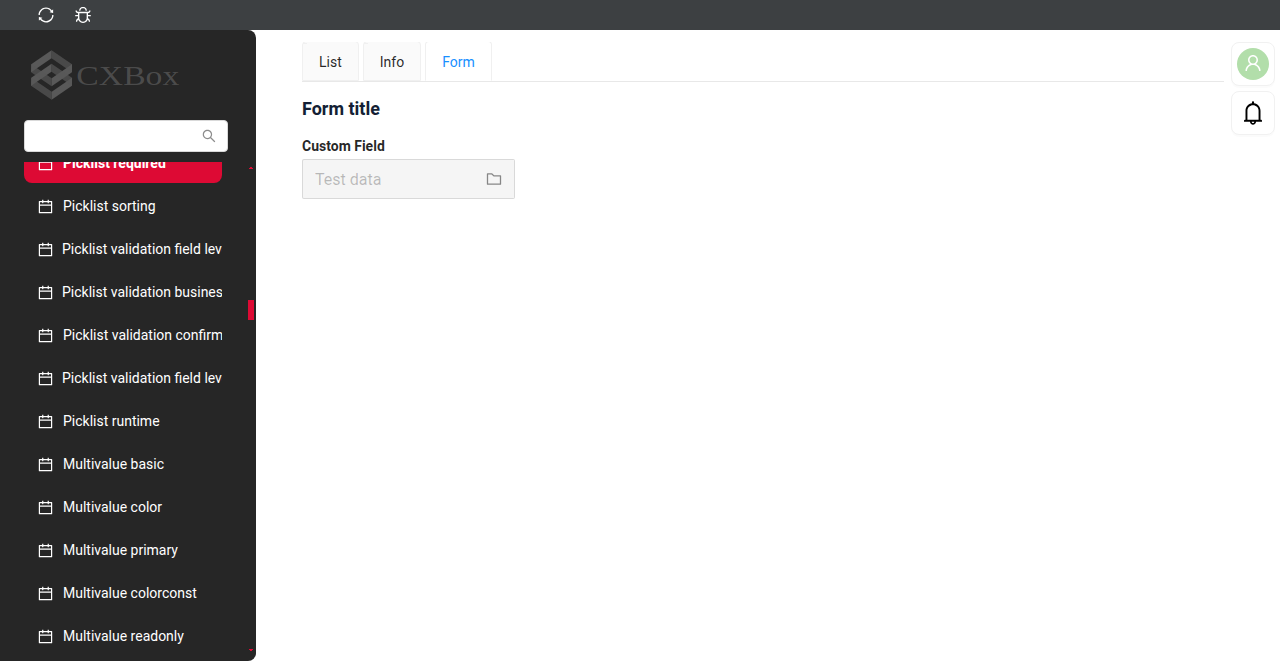 CXBox
Picklist required
Picklist sorting
Picklist validation field lev
Picklist validation busines
Picklist validation confirm
Picklist validation field lev
Picklist runtime
Multivalue basic
Multivalue color
Multivalue primary
Multivalue colorconst
Multivalue readonly
List Info Form
Form title
Custom Field
Test data